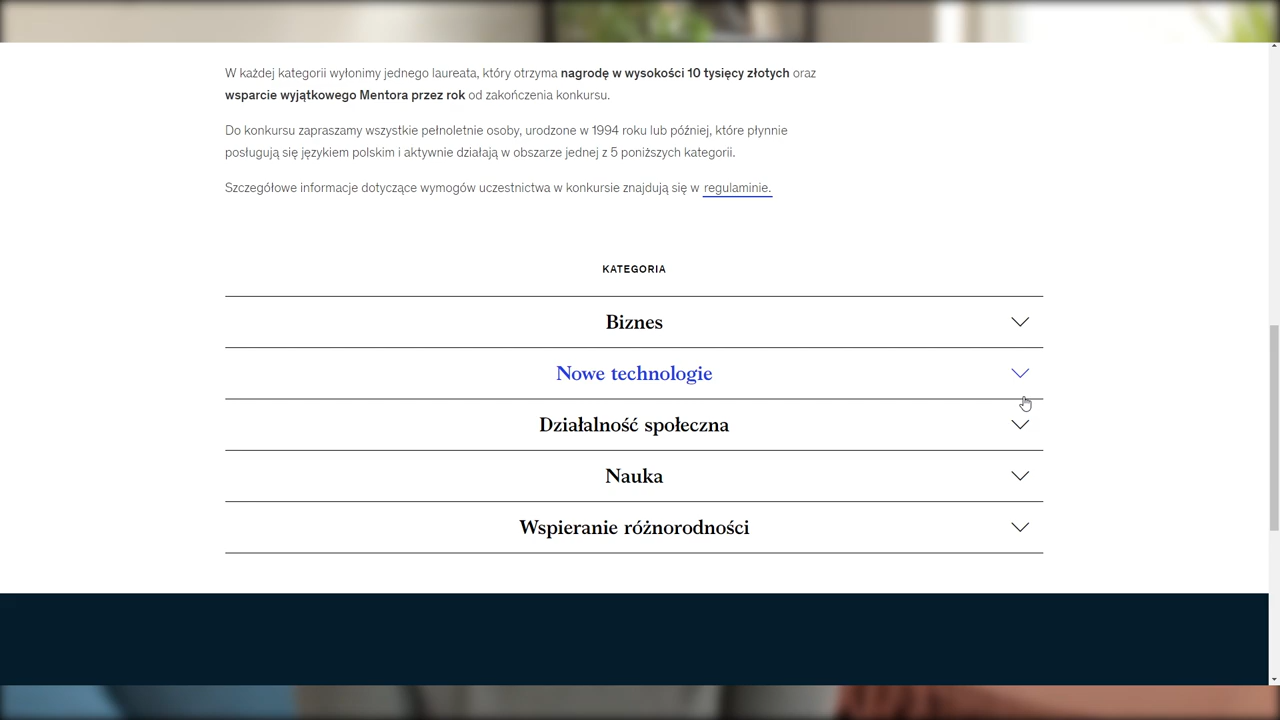 W każdej kategorii wyłonimy jednego laureata, który otrzyma nagrodę w wysokości 10 tysięcy złotych oraz
wsparcie wyjątkowego Mentora przez rok od zakończenia konkursu.
Do konkursu zapraszamy wszystkie pełnoletnie osoby, urodzone w 1994 roku lub później, które płynnie
posługują się językiem polskim i aktywnie działają w obszarze jednej z 5 poniższych kategorii.
Szczegółowe informacje dotyczące wymogów uczestnictwa w konkursie znajdują się w regulaminie.
KATEGORIA
Biznes
Nowe technologie
Działalność społeczna
Nauka
Wspieranie różnorodności